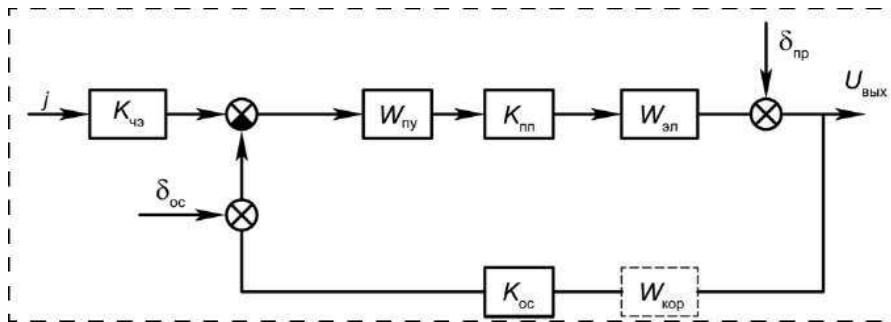 δпр
j
Kчэ
Wпу
Kпп
Wэл
Uвых
δос
Kос
Wкор